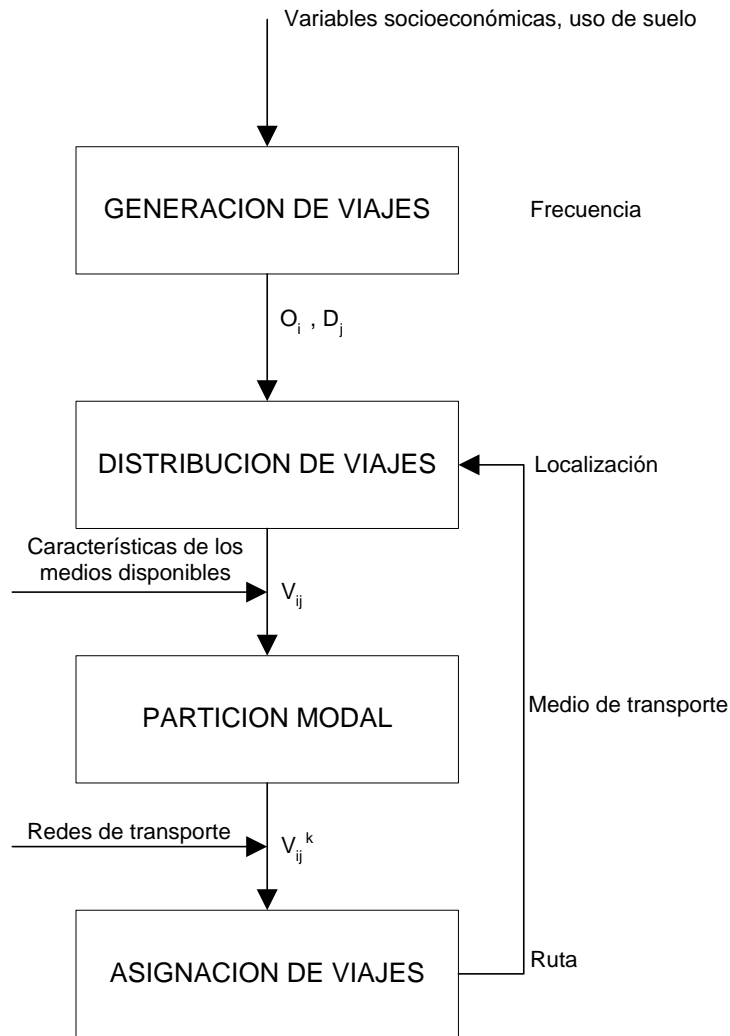 Variables socioeconómicas, uso de suelo
GENERACION DE VIAJES
Frecuencia
O_i , D_j
DISTRIBUCION DE VIAJES
Localización
Característísticas de los
medios disponibles
V_ij
PARTICION MODAL
Medio de transporte
Redes de transporte
V_ij^k
ASIGNACION DE VIAJES
Ruta